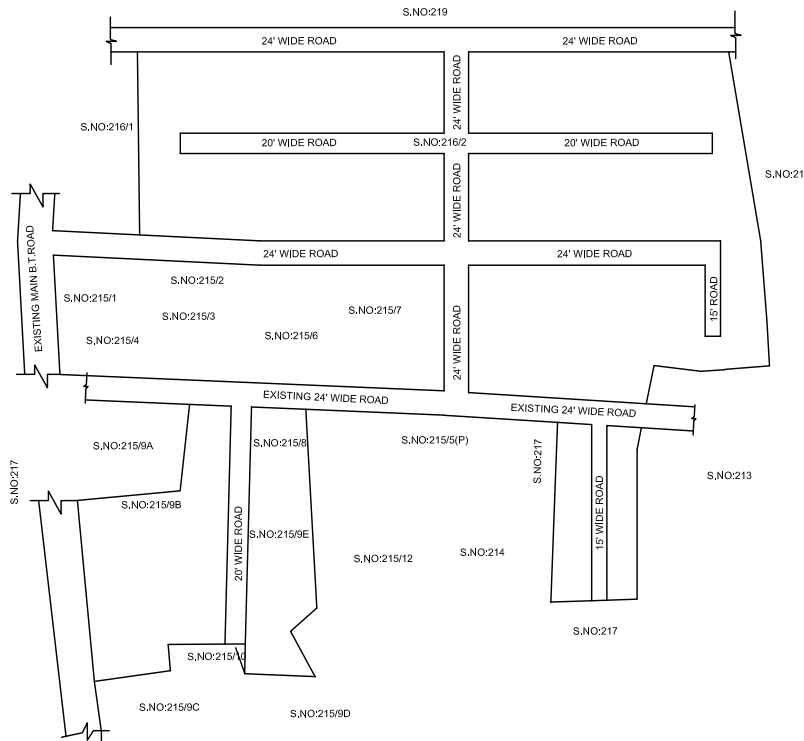 S.NO:219
24' WIDE ROAD
24' WIDE ROAD
24' WIDE ROAD
S.NO:216/1
20' WIDE ROAD
S.NO:216/2
20' WIDE ROAD
S.NO:21
24' WIDE ROAD
24' WIDE ROAD
24' WIDE ROAD
EXISTING MAIN B.T.ROAD
S.NO:215/2
S.NO:215/1
15' ROAD
S.NO:215/3
S.NO:215/7
S.NO:215/4
S.NO:215/6
24' WIDE ROAD
EXISTING 24' WIDE ROAD
EXISTING 24' WIDE ROAD
S.NO:215/9A
S.NO:215/8
S.NO:215/5(P)
S.NO:217
S.NO:217
S.NO:213
S.NO:215/9B
20' WIDE ROAD
S.NO:215/9E
S.NO:215/12
S.NO:214
15' WIDE ROAD
S.NO:217
S.NO:215/10
S.NO:215/9C
S.NO:215/9D